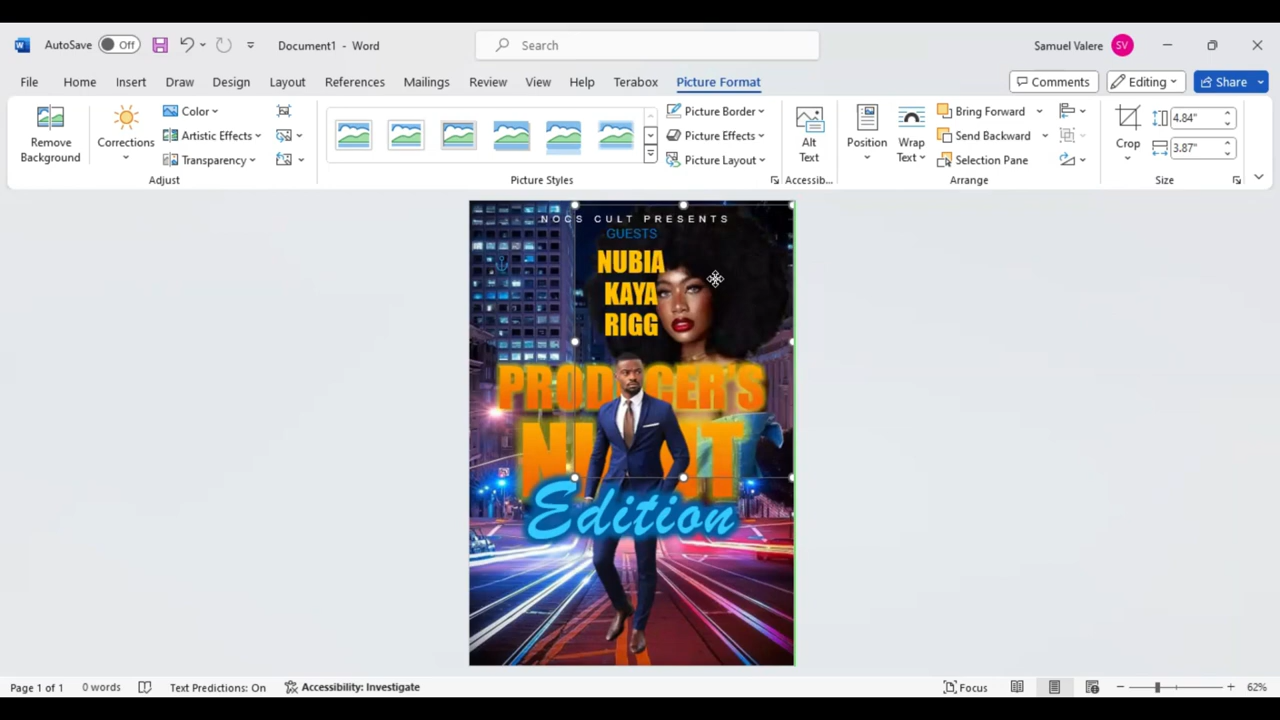 AutoSave Off Document1 - Word Search Samuel Valere SV
File Home Insert Draw Design Layout References Mailings Review View Help Terabox Picture Format Comments Editing Share
Remove Background
Corrections
Color
Artistic Effects
Transparency
Adjust
Picture Styles
Picture Border
Picture Effects
Picture Layout
Alt Text
Accessib...
Position
Wrap Text
Bring Forward
Send Backward
Selection Pane
Arrange
Crop
4.84"
3.87"
Size
NOCS CULT PRESENTS
GUESTS
NUBIA
KAYA
RIGG
PRODUCER'S
NIGHT
Edition
Page 1 of 1 0 words Text Predictions: On Accessibility: Investigate Focus 62%